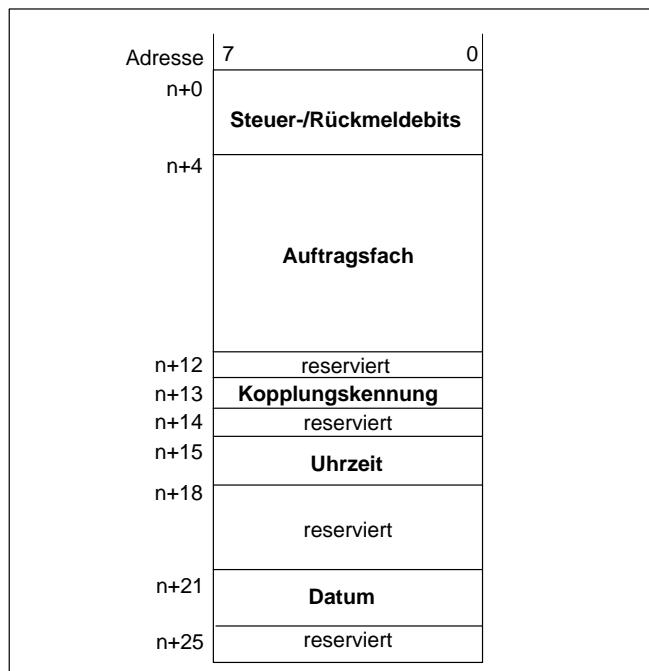 Adresse 7 0
n+0
Steuer-/Rückmeldebits
n+4
Auftragsfach
n+12 reserviert
n+13 Kopplungskennung
n+14 reserviert
n+15
Uhrzeit
n+18
reserviert
n+21
Datum
n+25 reserviert